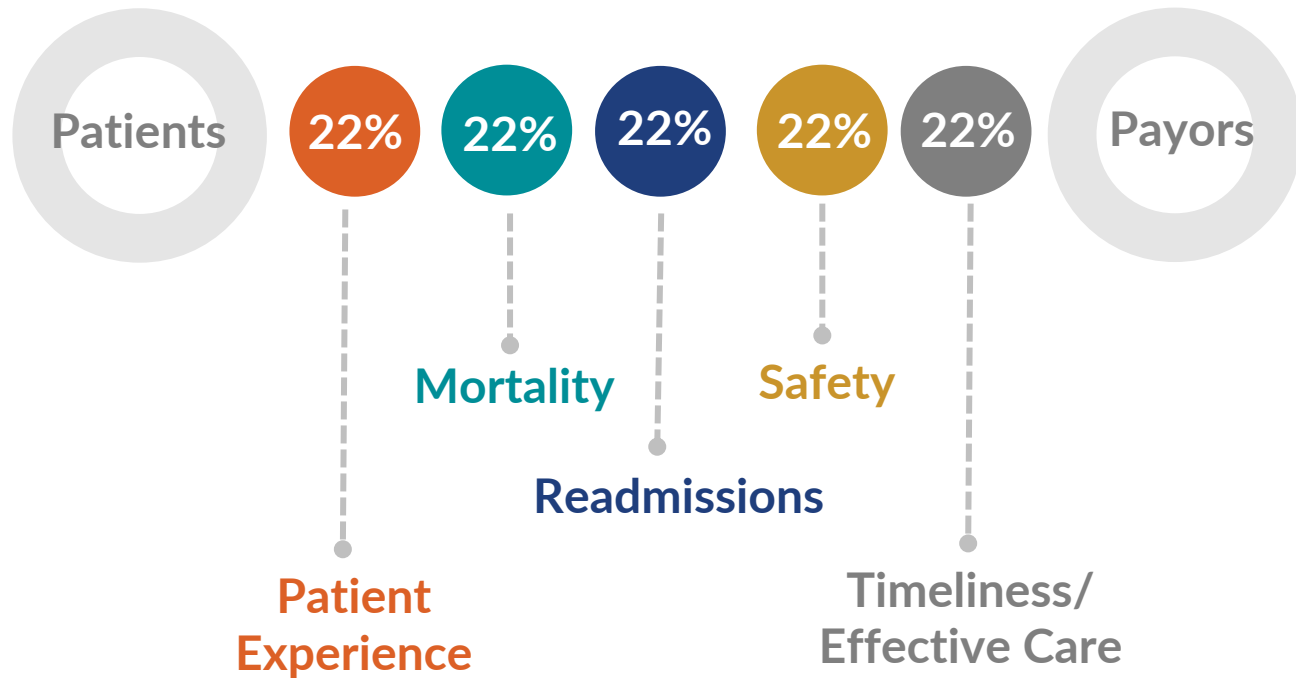 Patients
22%
22%
22%
22%
22%
Payors
Mortality
Safety
Readmissions
Patient
Experience
Timeliness/
Effective Care